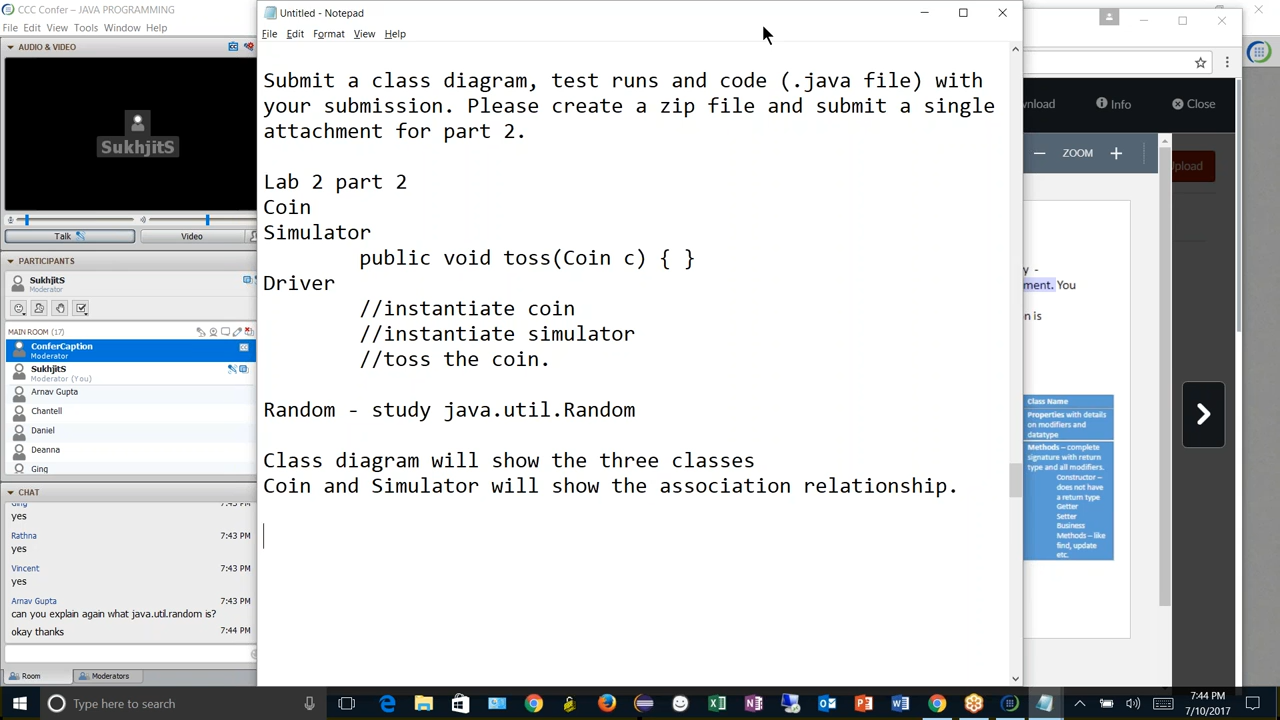 CCC Confer – JAVA PROGRAMMING
File Edit View Tools Window Help
AUDIO & VIDEO
SukhjitS
Talk
Video
PARTICIPANTS
SukhjitS
Moderator
MAIN ROOM (17)
ConferCaption
Moderator
SukhjitS
Moderator (You)
Arnav Gupta
Chantell
Daniel
Deanna
Ging
CHAT
yes
Rathna 7:43 PM
yes
Vincent 7:43 PM
yes
Arnav Gupta 7:43 PM
can you explain again what java.util.random is?
okay thanks 7:44 PM
Room
Moderators
Untitled - Notepad
File Edit Format View Help
Submit a class diagram, test runs and code (.java file) with
your submission. Please create a zip file and submit a single
attachment for part 2.
Lab 2 part 2
Coin
Simulator
public void toss(Coin c) { }
Driver
//instantiate coin
//instantiate simulator
//toss the coin.
Random - study java.util.Random
Class diagram will show the three classes
Coin and Simulator will show the association relationship.
Info
Close
ZOOM
ment. You
n is
Class Name
Properties with details
on modifiers and
datatype
Methods – complete
signature with return
type and all modifiers.
Constructor –
does not have
a return type
Getter
Setter
Business
Methods – like
find, update
etc.
Type here to search
7:44 PM
7/10/2017